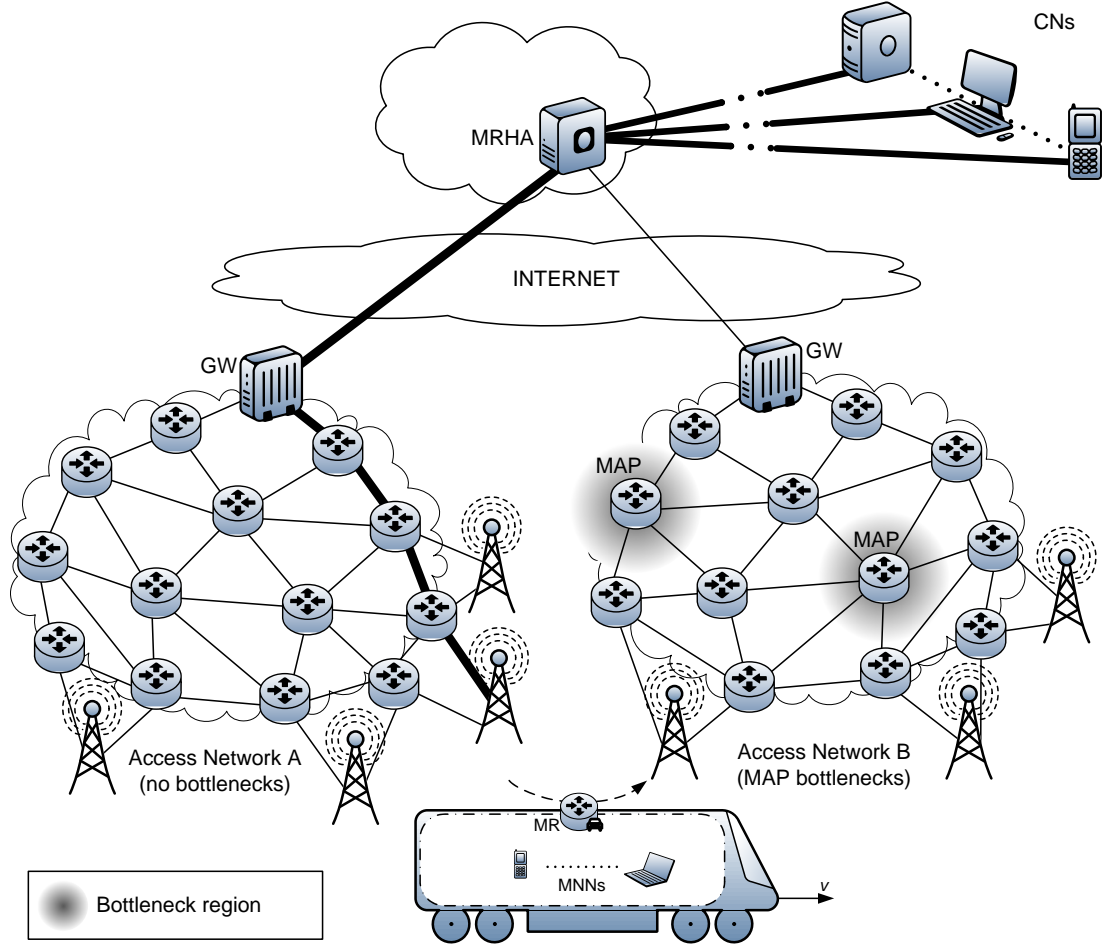 CNs
MRHA
INTERNET
GW
GW
MAP
MAP
Access Network A
(no bottlenecks)
Access Network B
(MAP bottlenecks)
MR
MNNs
v
Bottleneck region